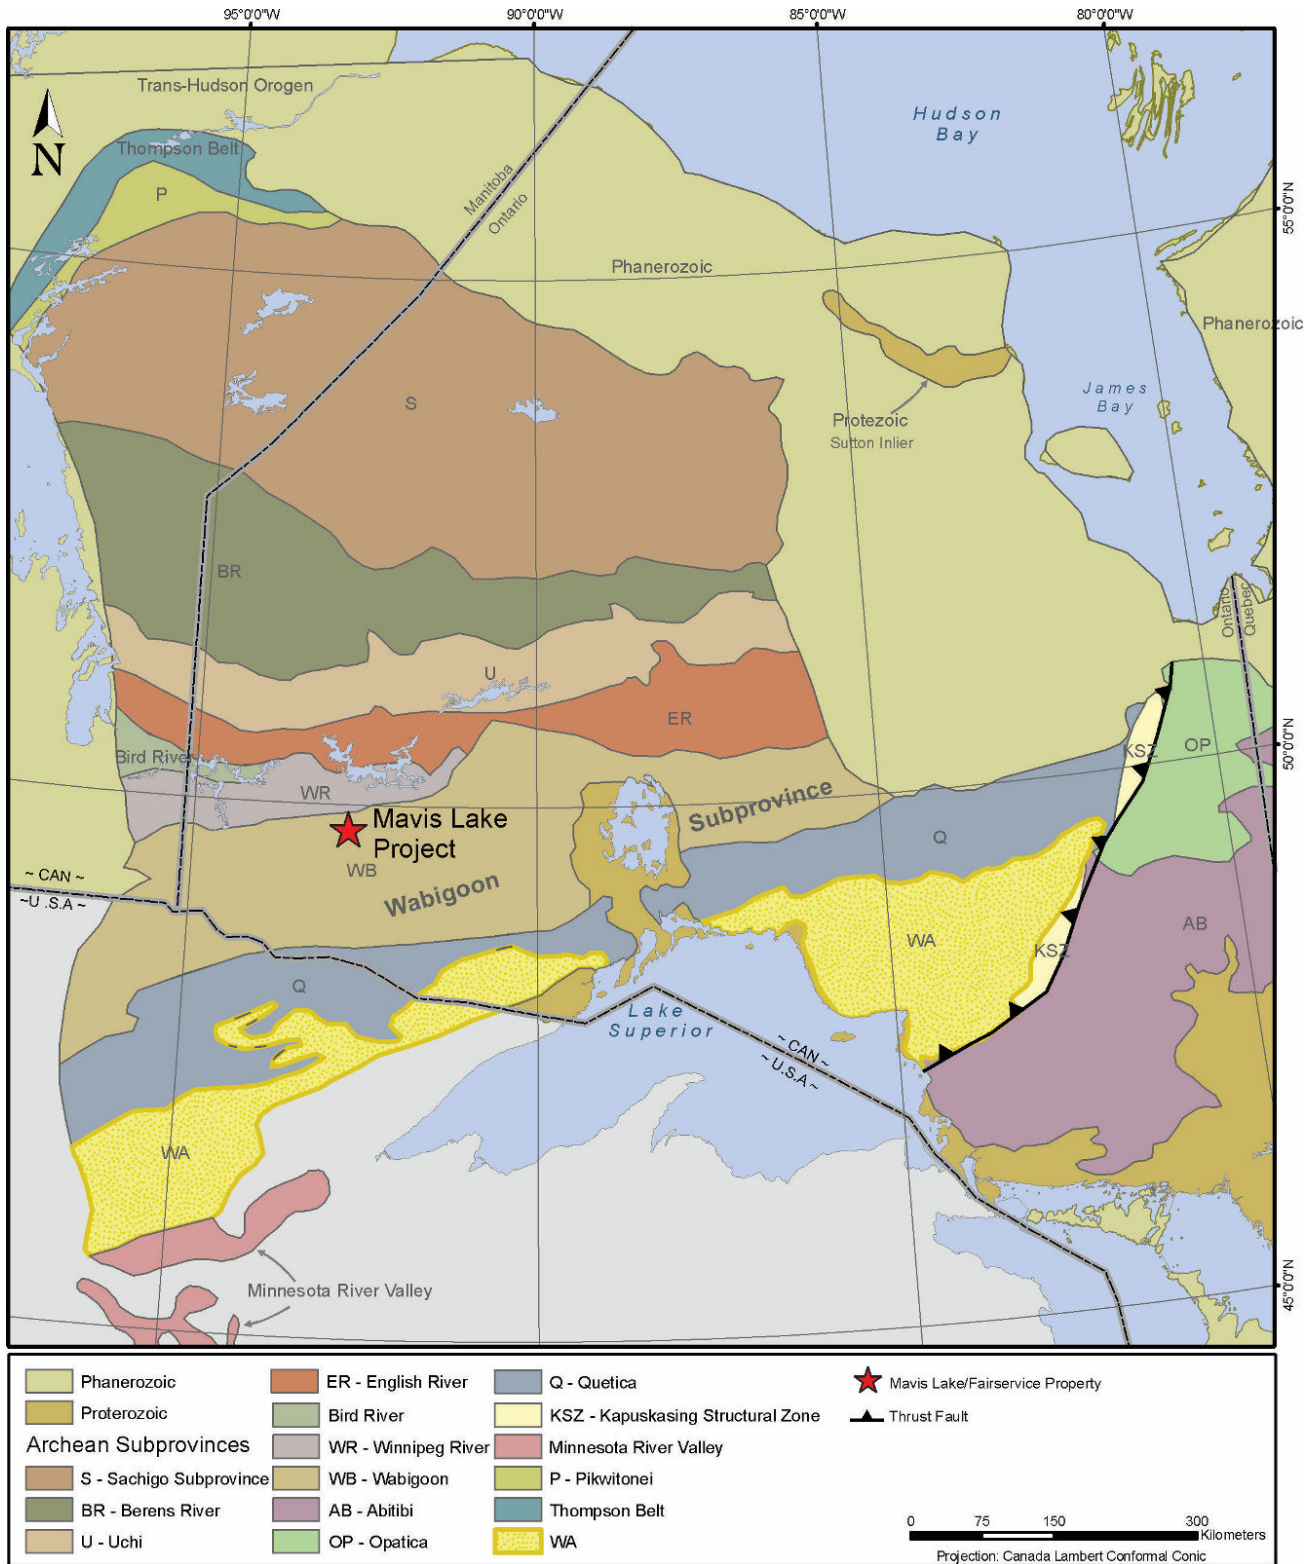 95°0'0"W
90°0'0"W
85°0'0"W
80°0'0"W
Trans-Hudson Orogen
Hudson
Bay
N
Thompson Belt
P
Manitoba
Ontario
55°0'0"N
Phanerozoic
Phanerozoic
S
James
Bay
Protezoic
Sutton Inlier
BR
Ontario
Quebec
U
ER
KSZ
OP
50°0'0"N
Bird River
WR
Mavis Lake
Project
Subprovince
Q
WB
Wabigoon
~ CAN ~
~U .S.A ~
WA
KSZ
AB
Q
Lake
Superior
~ CAN ~
~ U.S.A ~
WA
Minnesota River Valley
45°0'0"N
Phanerozoic
Proterozoic
Archean Subprovinces
S - Sachigo Subprovince
BR - Berens River
U - Uchi
ER - English River
Bird River
WR - Winnipeg River
WB - Wabigoon
AB - Abitibi
OP - Opatica
Q - Quetica
KSZ - Kapuskasing Structural Zone
Minnesota River Valley
P - Pikwitonei
Thompson Belt
WA
Mavis Lake/Fairservice Property
Thrust Fault
0 75 150 300
Kilometers
Projection: Canada Lambert Conformal Conic